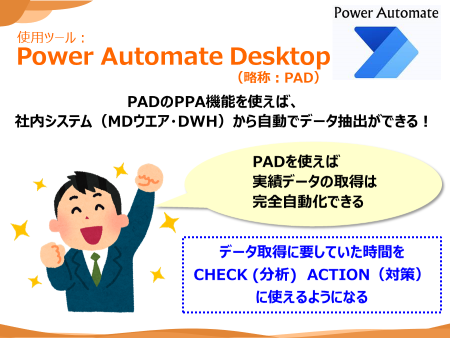 使用ツール：
Power Automate
Power Automate Desktop
（略称：PAD）
PADのPPA機能を使えば、
社内システム（MDウエア・DWH）から自動でデータ抽出ができる！
PADを使えば
実績データの取得は
完全自動化できる
データ取得に要していた時間を
CHECK (分析) ACTION（対策）
に使えるようになる